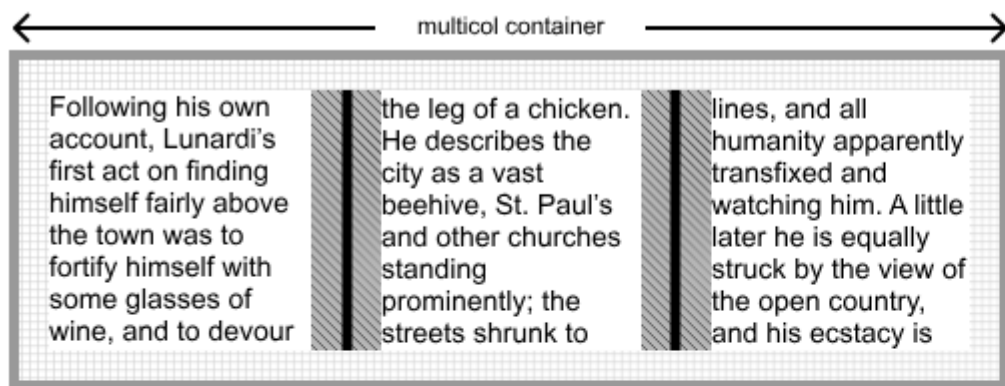 multicol container
Following his own
account, Lunardi’s
first act on finding
himself fairly above
the town was to
fortify himself with
some glasses of
wine, and to devour
the leg of a chicken.
He describes the
city as a vast
beehive, St. Paul’s
and other churches
standing
prominently; the
streets shrunk to
lines, and all
humanity apparently
transfixed and
watching him. A little
later he is equally
struck by the view of
the open country,
and his ecstacy is